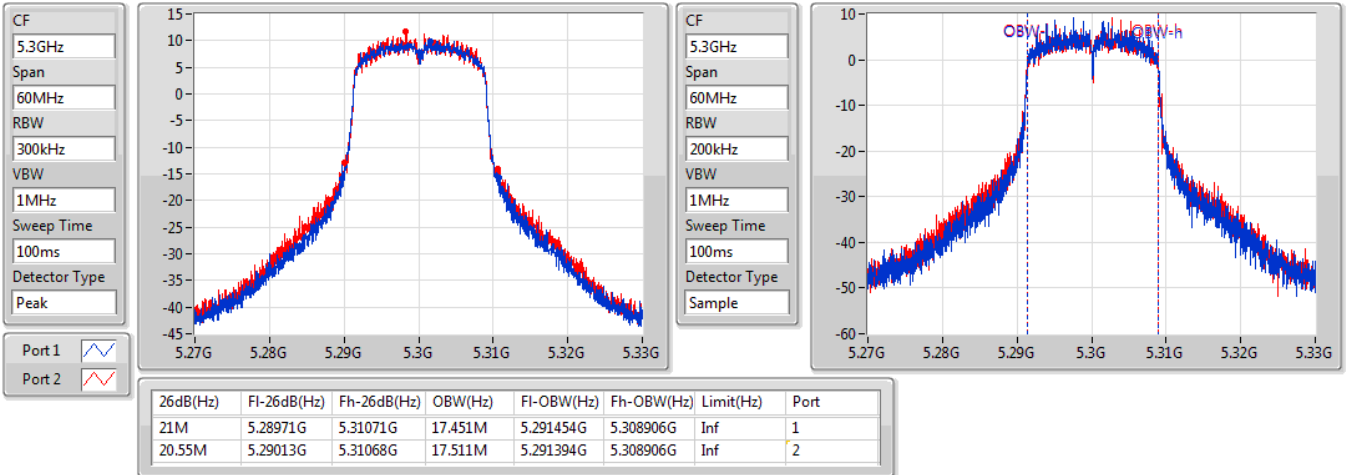 CF
5.3GHz
Span
60MHz
RBW
300kHz
VBW
1MHz
Sweep Time
100ms
Detector Type
Peak
Port 1
Port 2
15
10
5
0
-5
-10
-15
-20
-25
-30
-35
-40
-45
5.27G 5.28G 5.29G 5.3G 5.31G 5.32G 5.33G
CF
5.3GHz
Span
60MHz
RBW
200kHz
VBW
1MHz
Sweep Time
100ms
Detector Type
Sample
10
0
-10
-20
-30
-40
-50
-60
OBW-l OBW-h
5.27G 5.28G 5.29G 5.3G 5.31G 5.32G 5.33G
26dB(Hz) Fl-26dB(Hz) Fh-26dB(Hz) OBW(Hz) Fl-OBW(Hz) Fh-OBW(Hz) Limit(Hz) Port
21M 5.28971G 5.31071G 17.451M 5.291454G 5.308906G Inf 1
20.55M 5.29013G 5.31068G 17.511M 5.291394G 5.308906G Inf 2